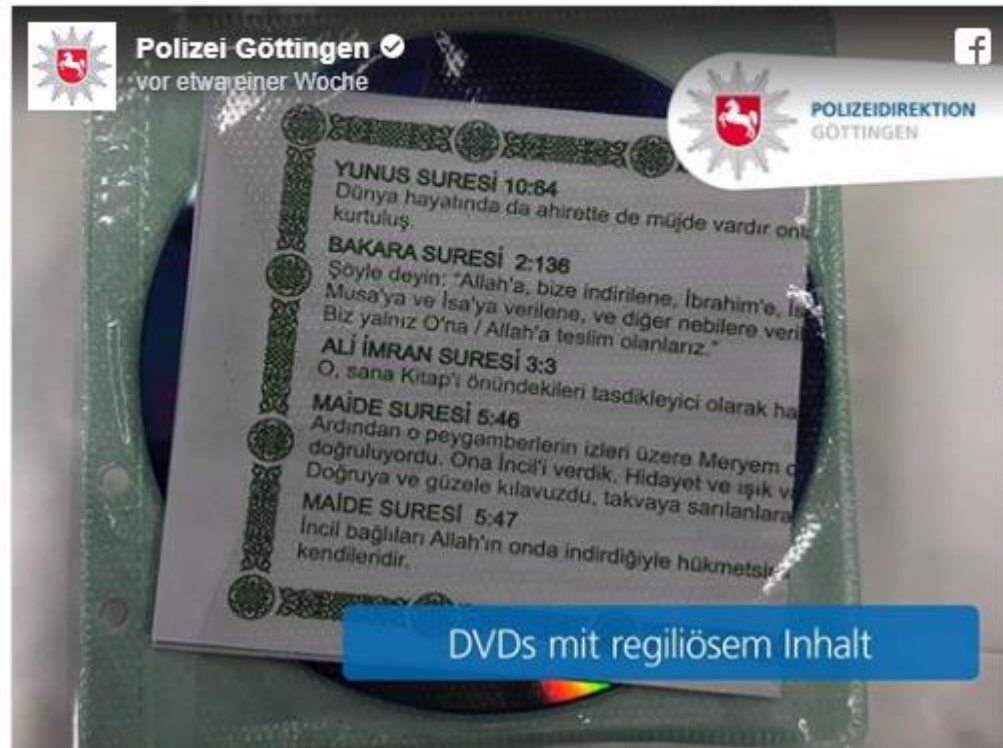 Polizei Göttingen
vor etwa einer Woche
POLIZEIDIREKTION
GÖTTINGEN
YUNUS SURESİ 10:64
Dünya hayatında da ahirette de müjde vardır
kurtuluş.
BAKARA SURESİ 2:136
Şöyle deyin: "Allah'a, bize indirilene, İbrahim'e,
Musa'ya ve İsa'ya verilene, ve diğer nebilere
Biz yalnız O'na / Allah'a teslim olanlarız."
ALİ İMRAN SURESİ 3:3
O, sana Kitap'ı önündekileri tasdikleyici olarak
MAİDE SURESİ 5:46
Ardından o peygamberlerin izleri üzere Meryem
doğruluyordu. Ona İncil'i verdik, Hidayet ve ışık
Doğruya ve güzele kılavuzdu, takvaya sarılanlara
MAİDE SURESİ 5:47
İncil bağlıları Allah'ın onda indirdiğiyle
kendileridir.
DVDs mit regiliösem Inhalt